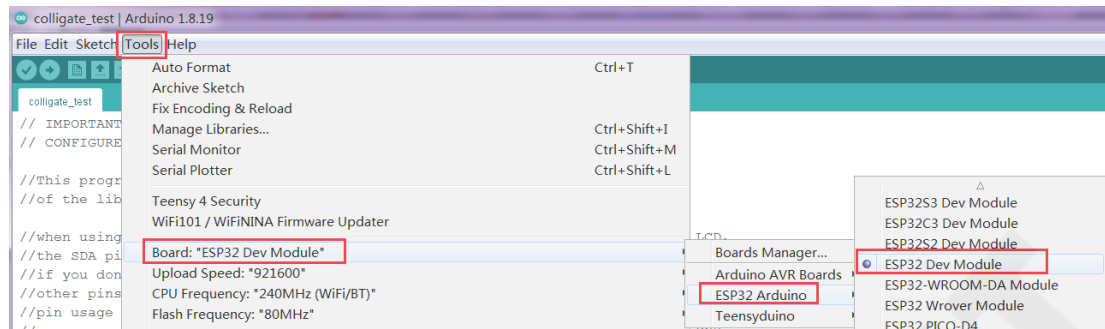 colligate_test | Arduino 1.8.19
File Edit Sketch Tools Help
colligate_test
// IMPORTANT
// CONFIGURE
//This progr
//of the lib
//when using
//the SDA pi
//if you don
//other pins
//pin usage
//
Auto Format Ctrl+T
Archive Sketch
Fix Encoding & Reload
Manage Libraries... Ctrl+Shift+I
Serial Monitor Ctrl+Shift+M
Serial Plotter Ctrl+Shift+L
Teensy 4 Security
WiFi101 / WiFiNINA Firmware Updater
Board: "ESP32 Dev Module"
Upload Speed: "921600"
CPU Frequency: "240MHz (WiFi/BT)"
Flash Frequency: "80MHz"
Boards Manager...
Arduino AVR Boards
ESP32 Arduino
Teensyduino
ESP32S3 Dev Module
ESP32C3 Dev Module
ESP32S2 Dev Module
ESP32 Dev Module
ESP32-WROOM-DA Module
ESP32 Wrover Module
ESP32 PICO-D4